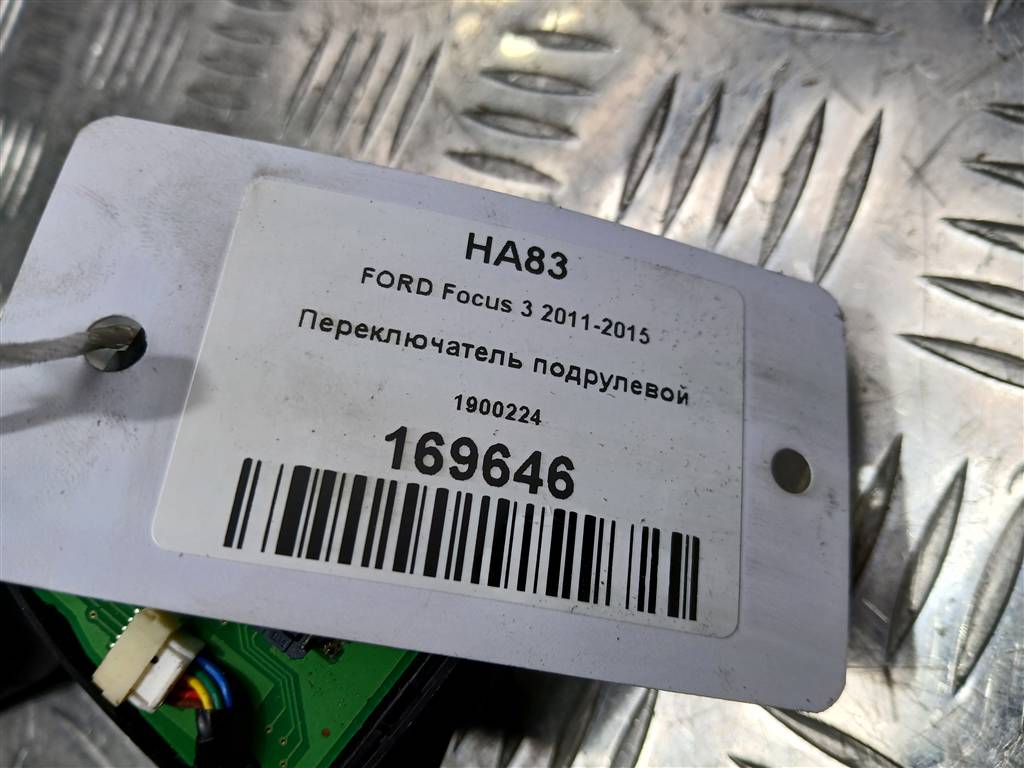 HA83
FORD Focus 3 2011-2015
Переключатель подрулевой
1900224
169646